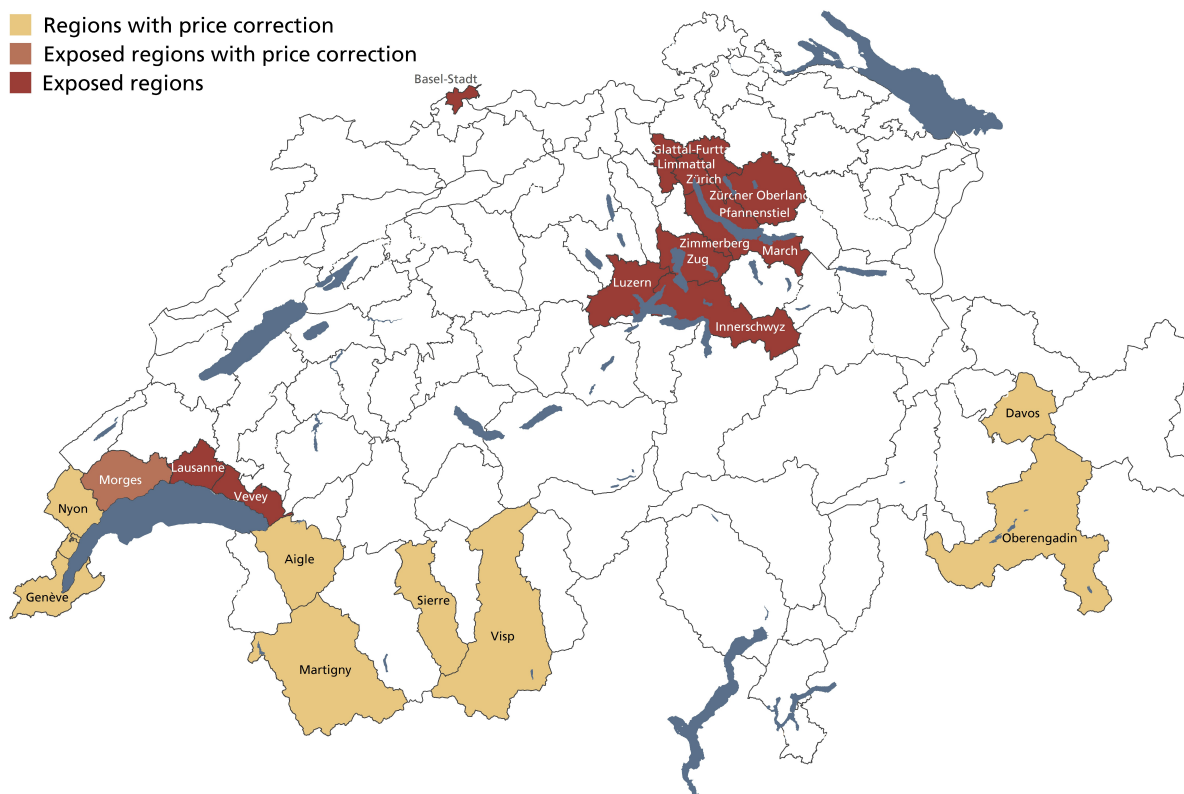 Regions with price correction
Exposed regions with price correction
Exposed regions
Basel-Stadt
Glattal-Furtta
Limmattal
Zürich
Zürcher Oberland
Pfannenstiel
Zimmerberg
March
Zug
Luzern
Innerschwyz
Davos
Lausanne
Morges
Vevey
Nyon
Oberengadin
Aigle
Genève
Sierre
Visp
Martigny